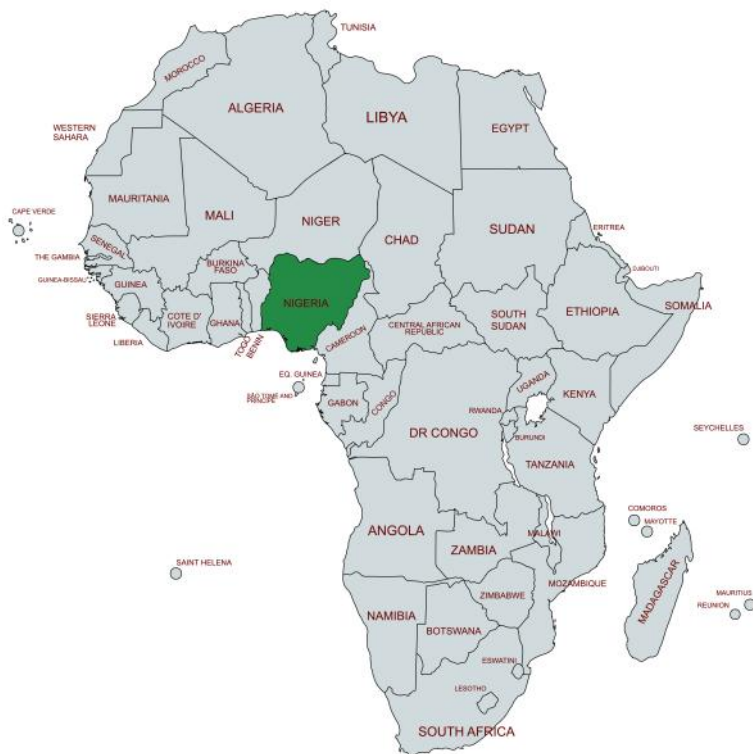 TUNISIA
MOROCCO
ALGERIA
LIBYA
EGYPT
WESTERN
SAHARA
MAURITANIA
MALI
NIGER
CHAD
SUDAN
ERITREA
CAPE VERDE
SENEGAL
THE GAMBIA
BURKINA
FASO
DJIBOUTI
GUINEA-BISSAU
GUINEA
NIGERIA
ETHIOPIA
SOMALIA
SIERRA
LEONE
COTE D'
IVOIRE
GHANA
CENTRAL AFRICAN
REPUBLIC
SOUTH
SUDAN
LIBERIA
TOGO
BENIN
CAMEROON
EQ. GUINEA
UGANDA
KENYA
SÃO TOMÉ AND
PRINCIPE
GABON
CONGO
RWANDA
DR CONGO
BURUNDI
SEYCHELLES
TANZANIA
COMOROS
MAYOTTE
ANGOLA
MALAWI
ZAMBIA
SAINT HELENA
MOZAMBIQUE
MADAGASCAR
MAURITIUS
REUNION
ZIMBABWE
NAMIBIA
BOTSWANA
ESWATINI
LESOTHO
SOUTH AFRICA